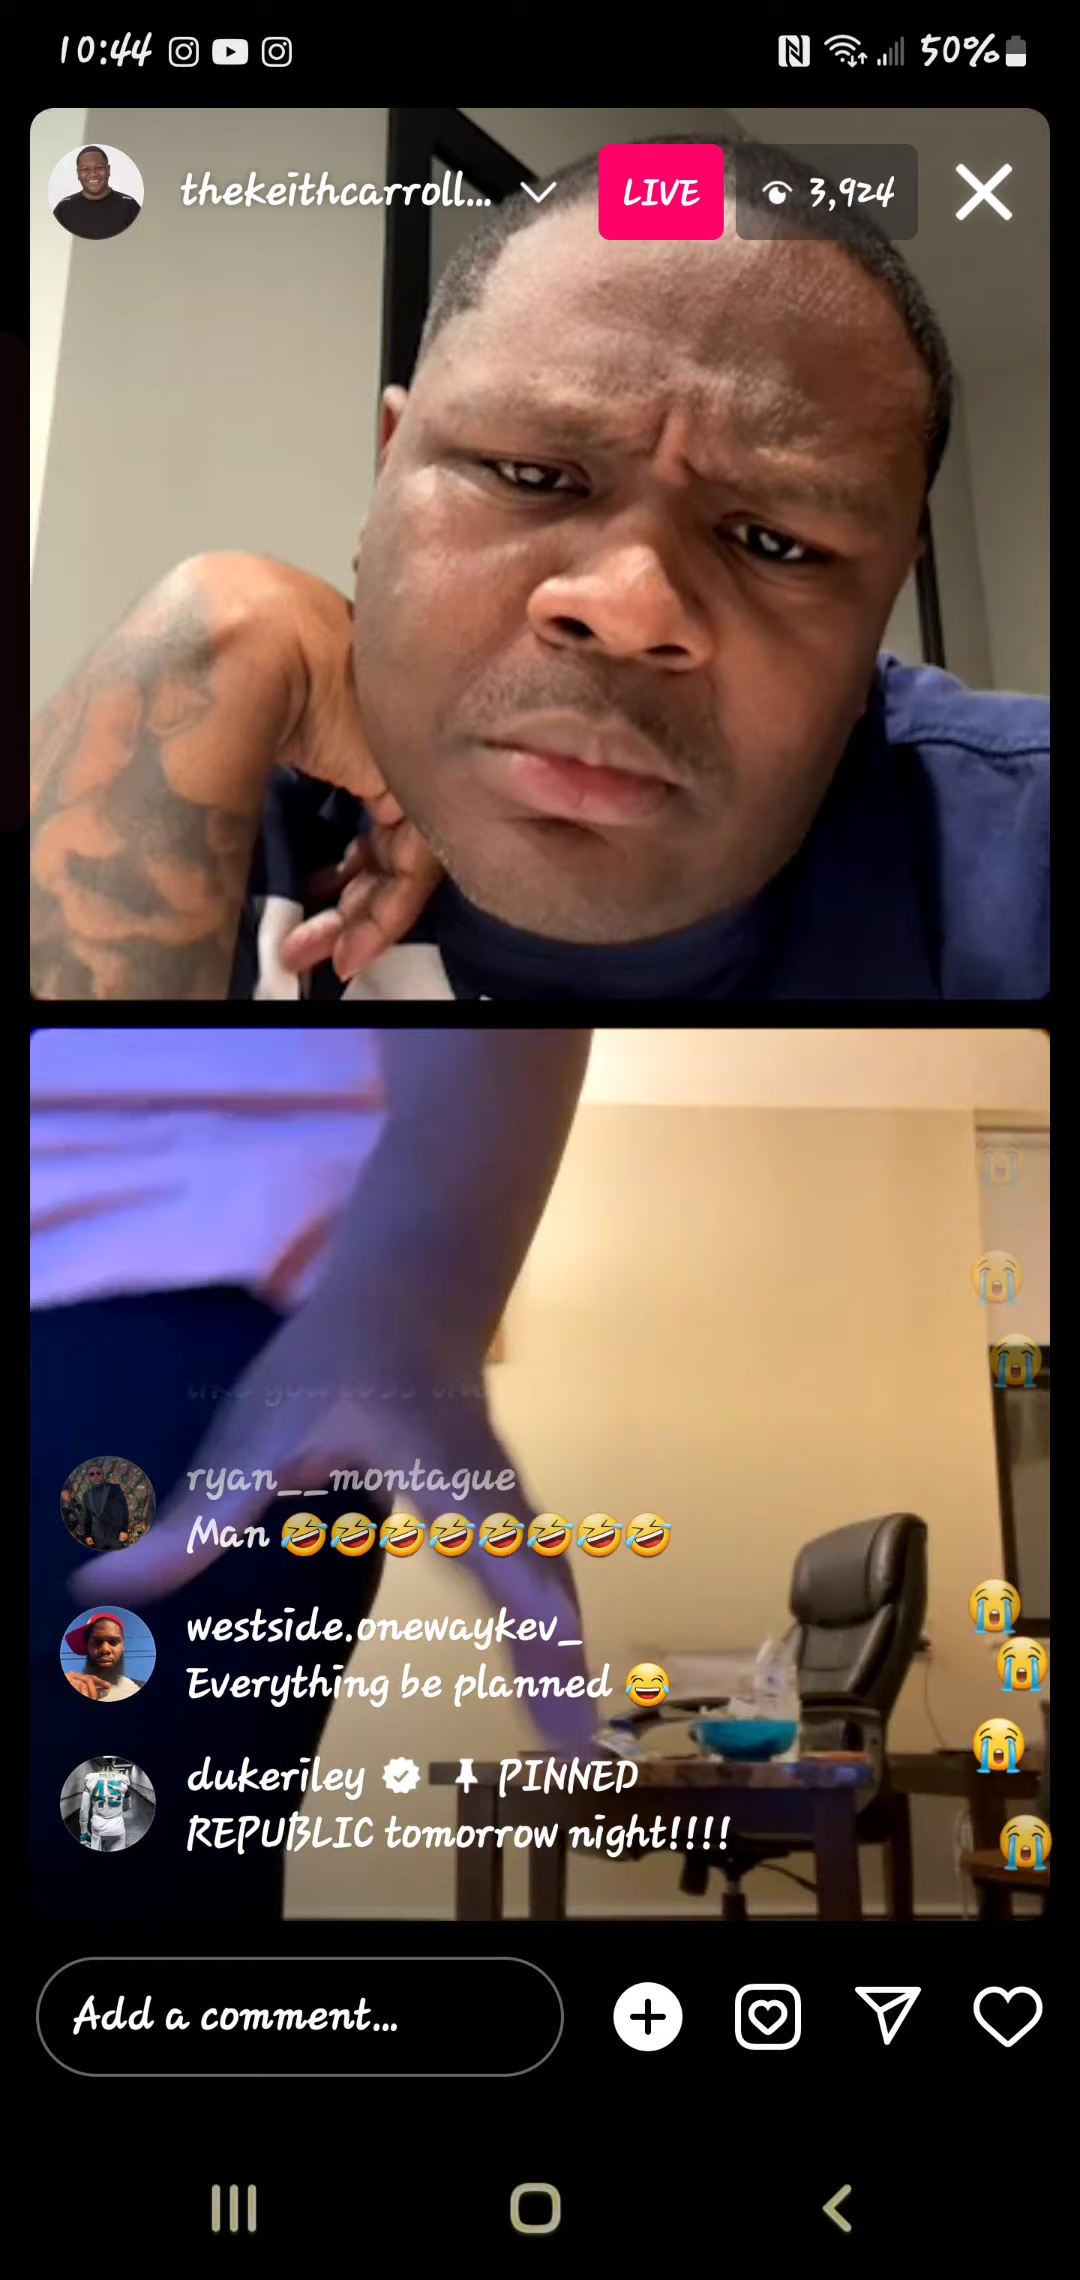 10:44
50%
thekeithcarroll...
LIVE
3,924
ryan__montague
Man 🤣🤣🤣🤣🤣🤣🤣🤣
westside.onewaykev_
Everything be planned 😂
dukeriley PINNED
REPUBLIC tomorrow night!!!!
Add a comment...